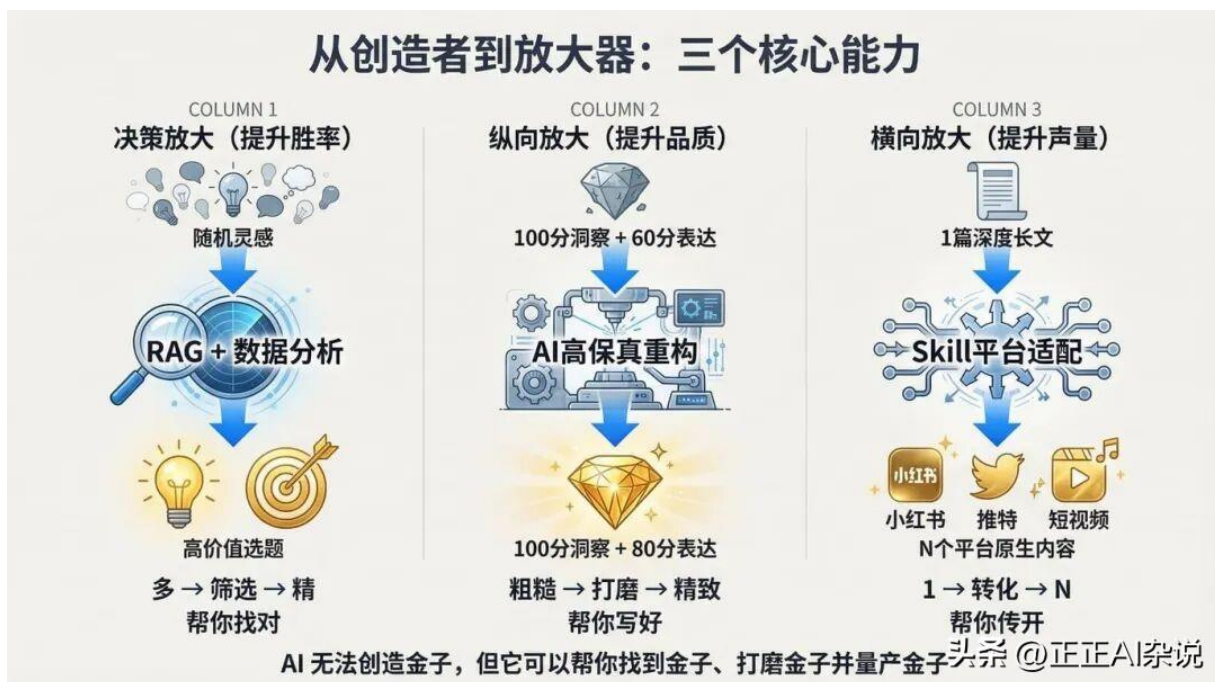 从创造者到放大器：三个核心能力
COLUMN 1
决策放大（提升胜率）
随机灵感
RAG + 数据分析
高价值选题
多 → 筛选 → 精
帮你找对
COLUMN 2
纵向放大（提升品质）
100分洞察 + 60分表达
AI高保真重构
100分洞察 + 80分表达
粗糙 → 打磨 → 精致
帮你写好
COLUMN 3
横向放大（提升声量）
1篇深度长文
Skill平台适配
小红书
小红书 推特 短视频
N个平台原生内容
1 → 转化 → N
帮你传开
AI 无法创造金子，但它可以帮你找到金子、打磨金子并量产金子
头条 @正正AI杂说